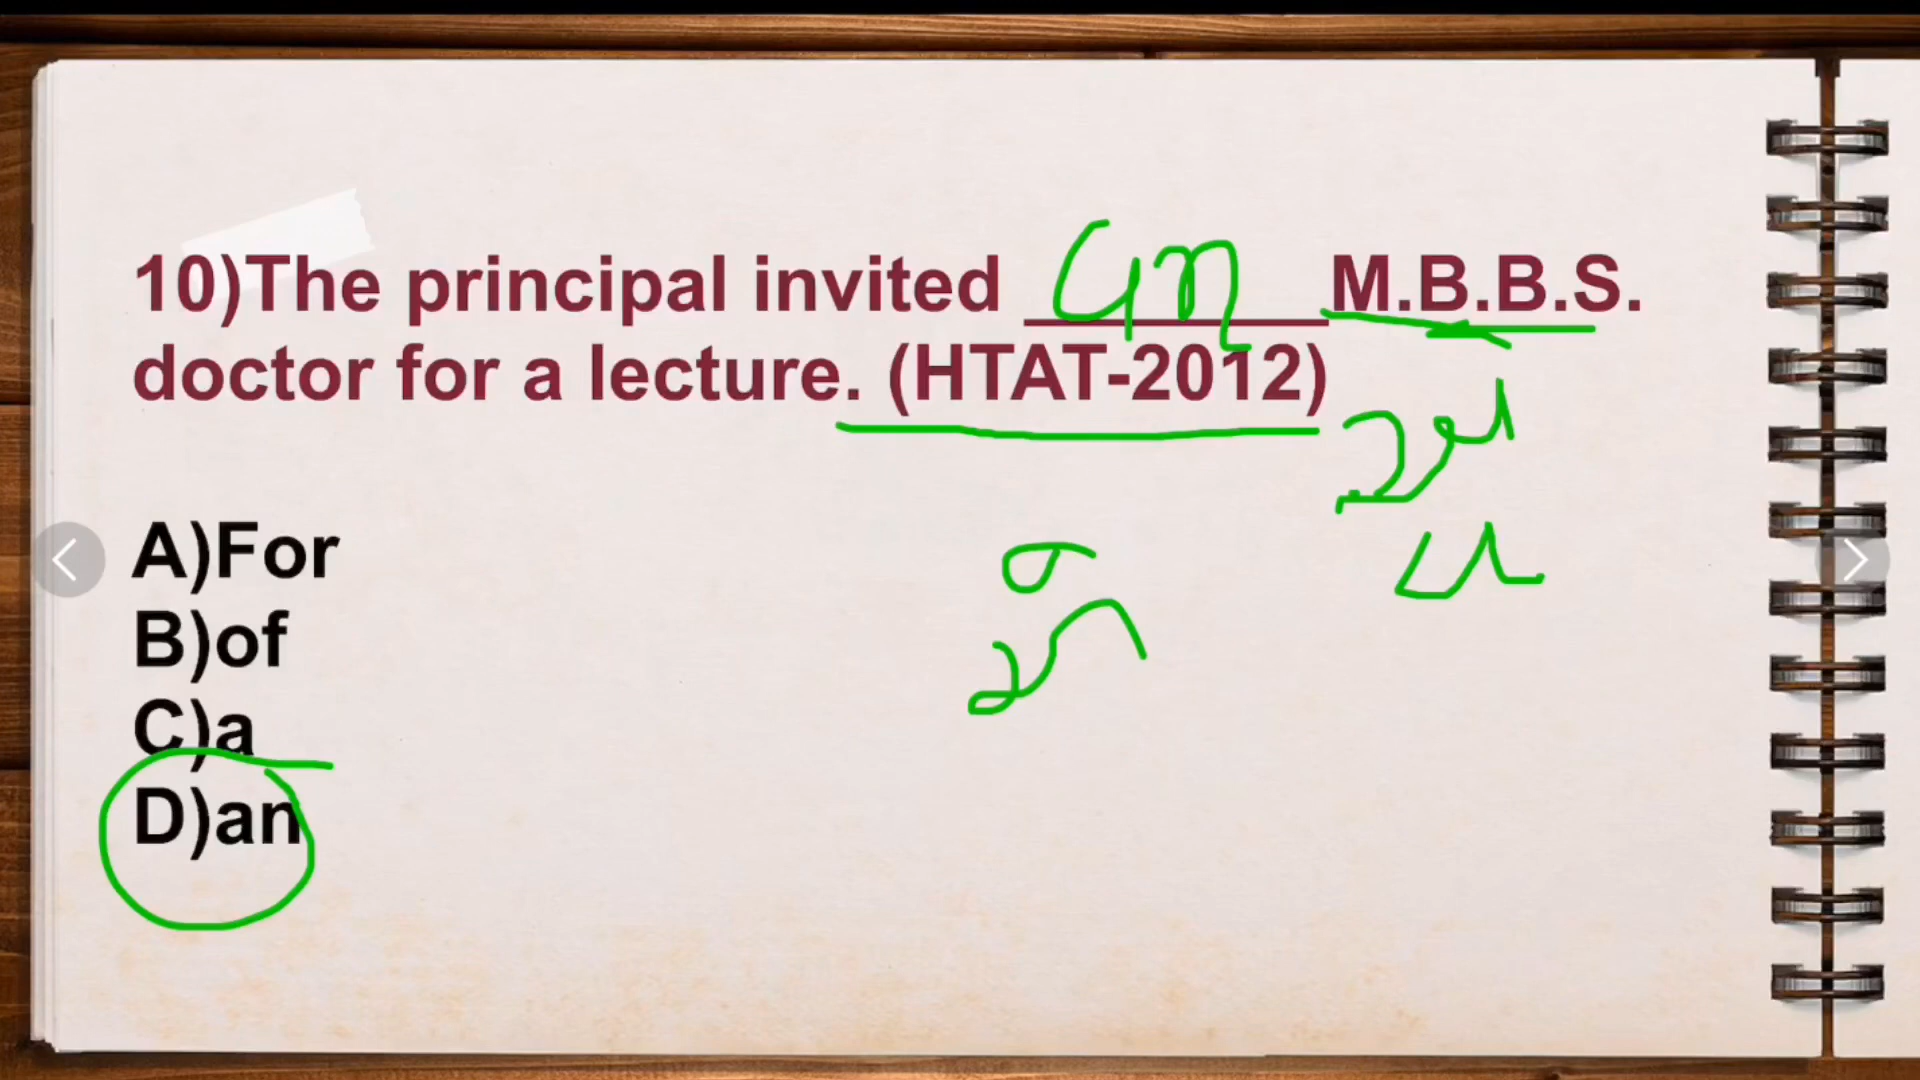 10)The principal invited an M.B.B.S.
doctor for a lecture. (HTAT-2012)
A)For
B)of
C)a
D)an